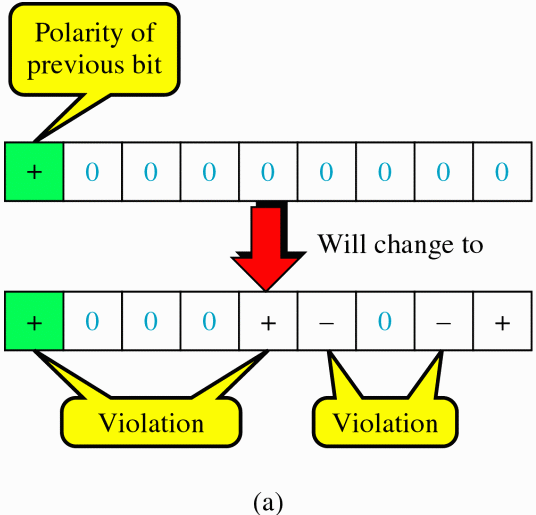 Polarity of
previous bit
+ 0 0 0 0 0 0 0 0
Will change to
+ 0 0 0 + – 0 – +
Violation Violation
(a)